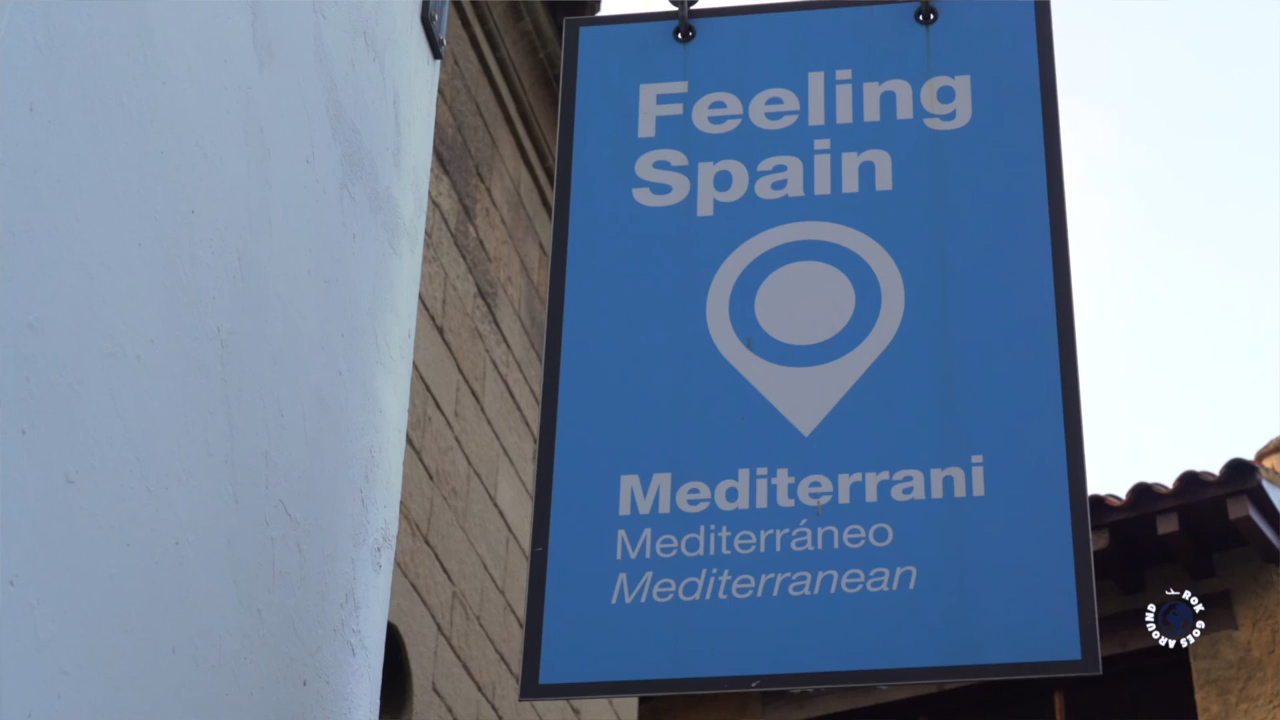 Feeling
Spain
Mediterrani
Mediterráneo
Mediterranean
ROK GOES AROUND